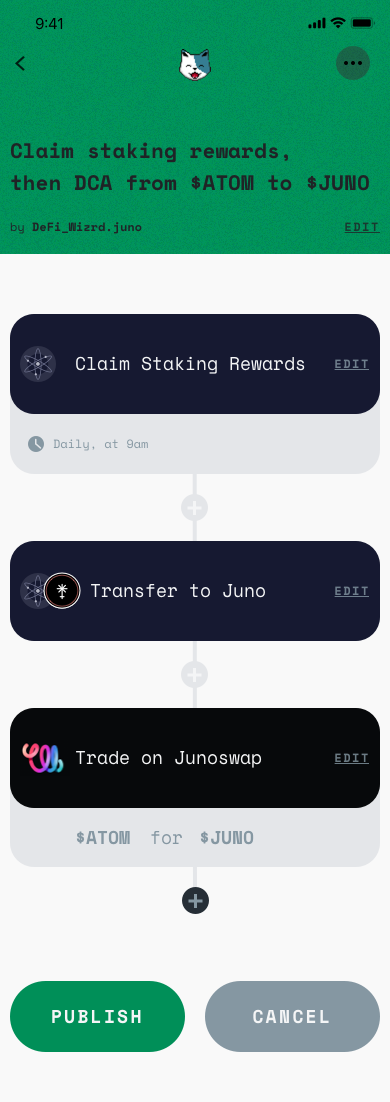 9:41
Claim staking rewards,
then DCA from $ATOM to $JUNO
by DeFi_Wizrd.juno EDIT
Claim Staking Rewards EDIT
Daily, at 9am
Transfer to Juno EDIT
Trade on Junoswap EDIT
$ATOM for $JUNO
PUBLISH CANCEL